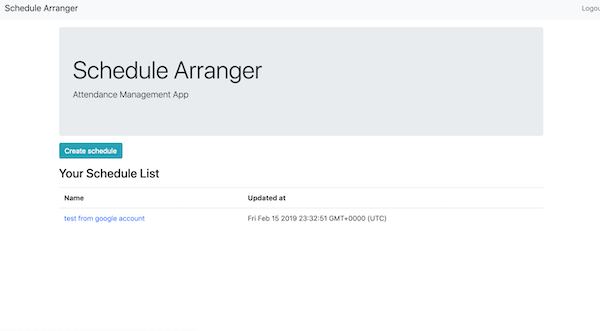 Schedule Arranger
Logou
Schedule Arranger
Attendance Management App
Create schedule
Your Schedule List
Name Updated at
test from google account Fri Feb 15 2019 23:32:51 GMT+0000 (UTC)